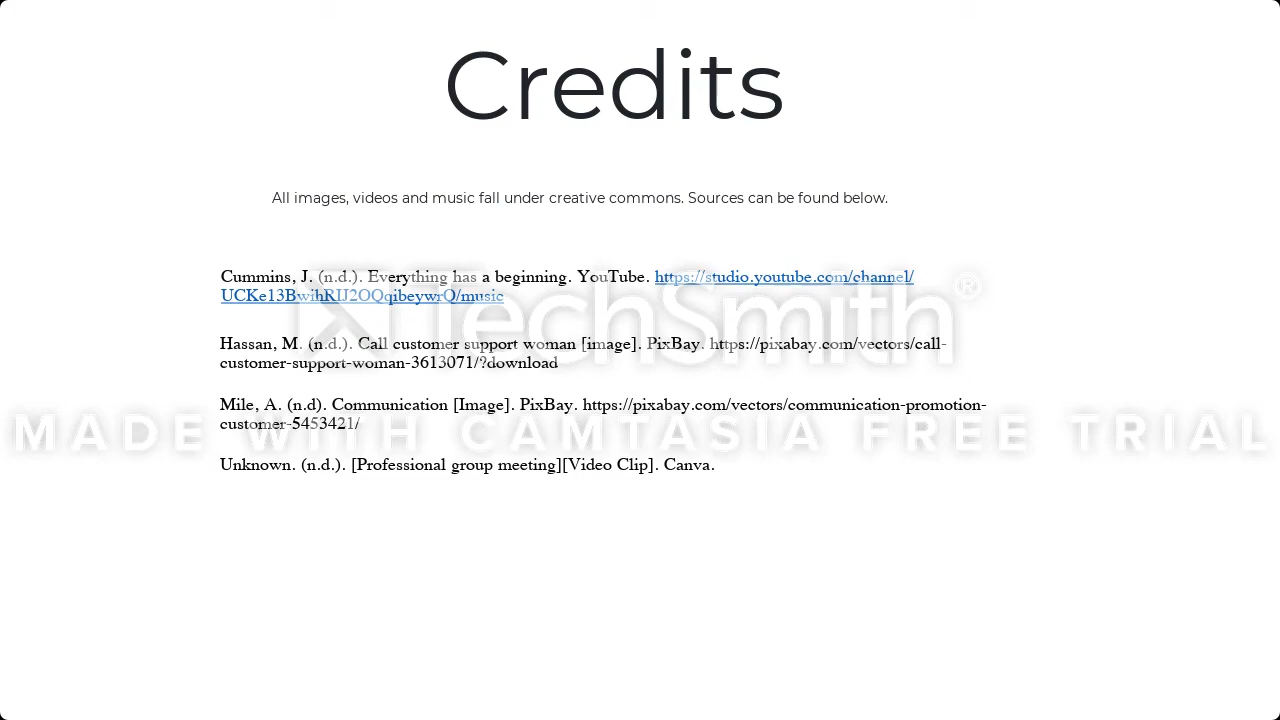 Credits
All images, videos and music fall under creative commons. Sources can be found below.
Cummins, J. (n.d.). Everything has a beginning. YouTube. https://studio.youtube.com/channel/
UCKe13BwihRIJ2OQqibeywrQ/music
TechSmith®
Hassan, M. (n.d.). Call customer support woman [image]. PixBay. https://pixabay.com/vectors/call-
customer-support-woman-3613071/?download
Mile, A. (n.d). Communication [Image]. PixBay. https://pixabay.com/vectors/communication-promotion-
customer-5453421/
MADE WITH CAMTASIA FREE TRIAL
Unknown. (n.d.). [Professional group meeting][Video Clip]. Canva.